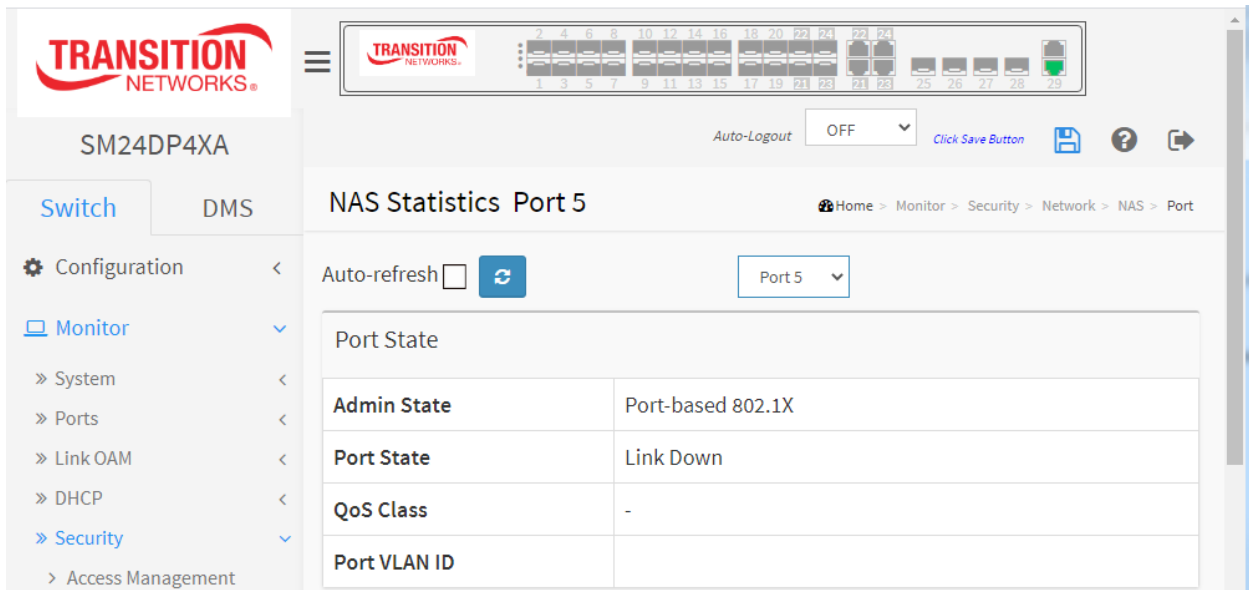 TRANSITION
NETWORKS®
TRANSITION
NETWORKS®
2 4 6 8 10 12 14 16 18 20 22 24 22 24
1 3 5 7 9 11 13 15 17 19 21 23 21 23 25 26 27 28 29
SM24DP4XA
Auto-Logout OFF Click Save Button
Switch DMS
NAS Statistics Port 5
Home > Monitor > Security > Network > NAS > Port
Configuration
Auto-refresh
Port 5
Monitor
Port State
» System
Admin State Port-based 802.1X
» Ports
» Link OAM
Port State Link Down
» DHCP
QoS Class -
» Security
Port VLAN ID
> Access Management